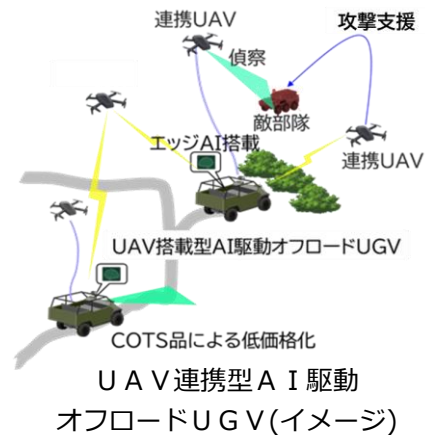 連携UAV
攻撃支援
偵察
敵部隊
エッジAI搭載
連携UAV
UAV搭載型AI駆動オフロードUGV
COTS品による低価格化
ＵＡＶ連携型ＡＩ駆動
オフロードＵＧＶ(イメージ)